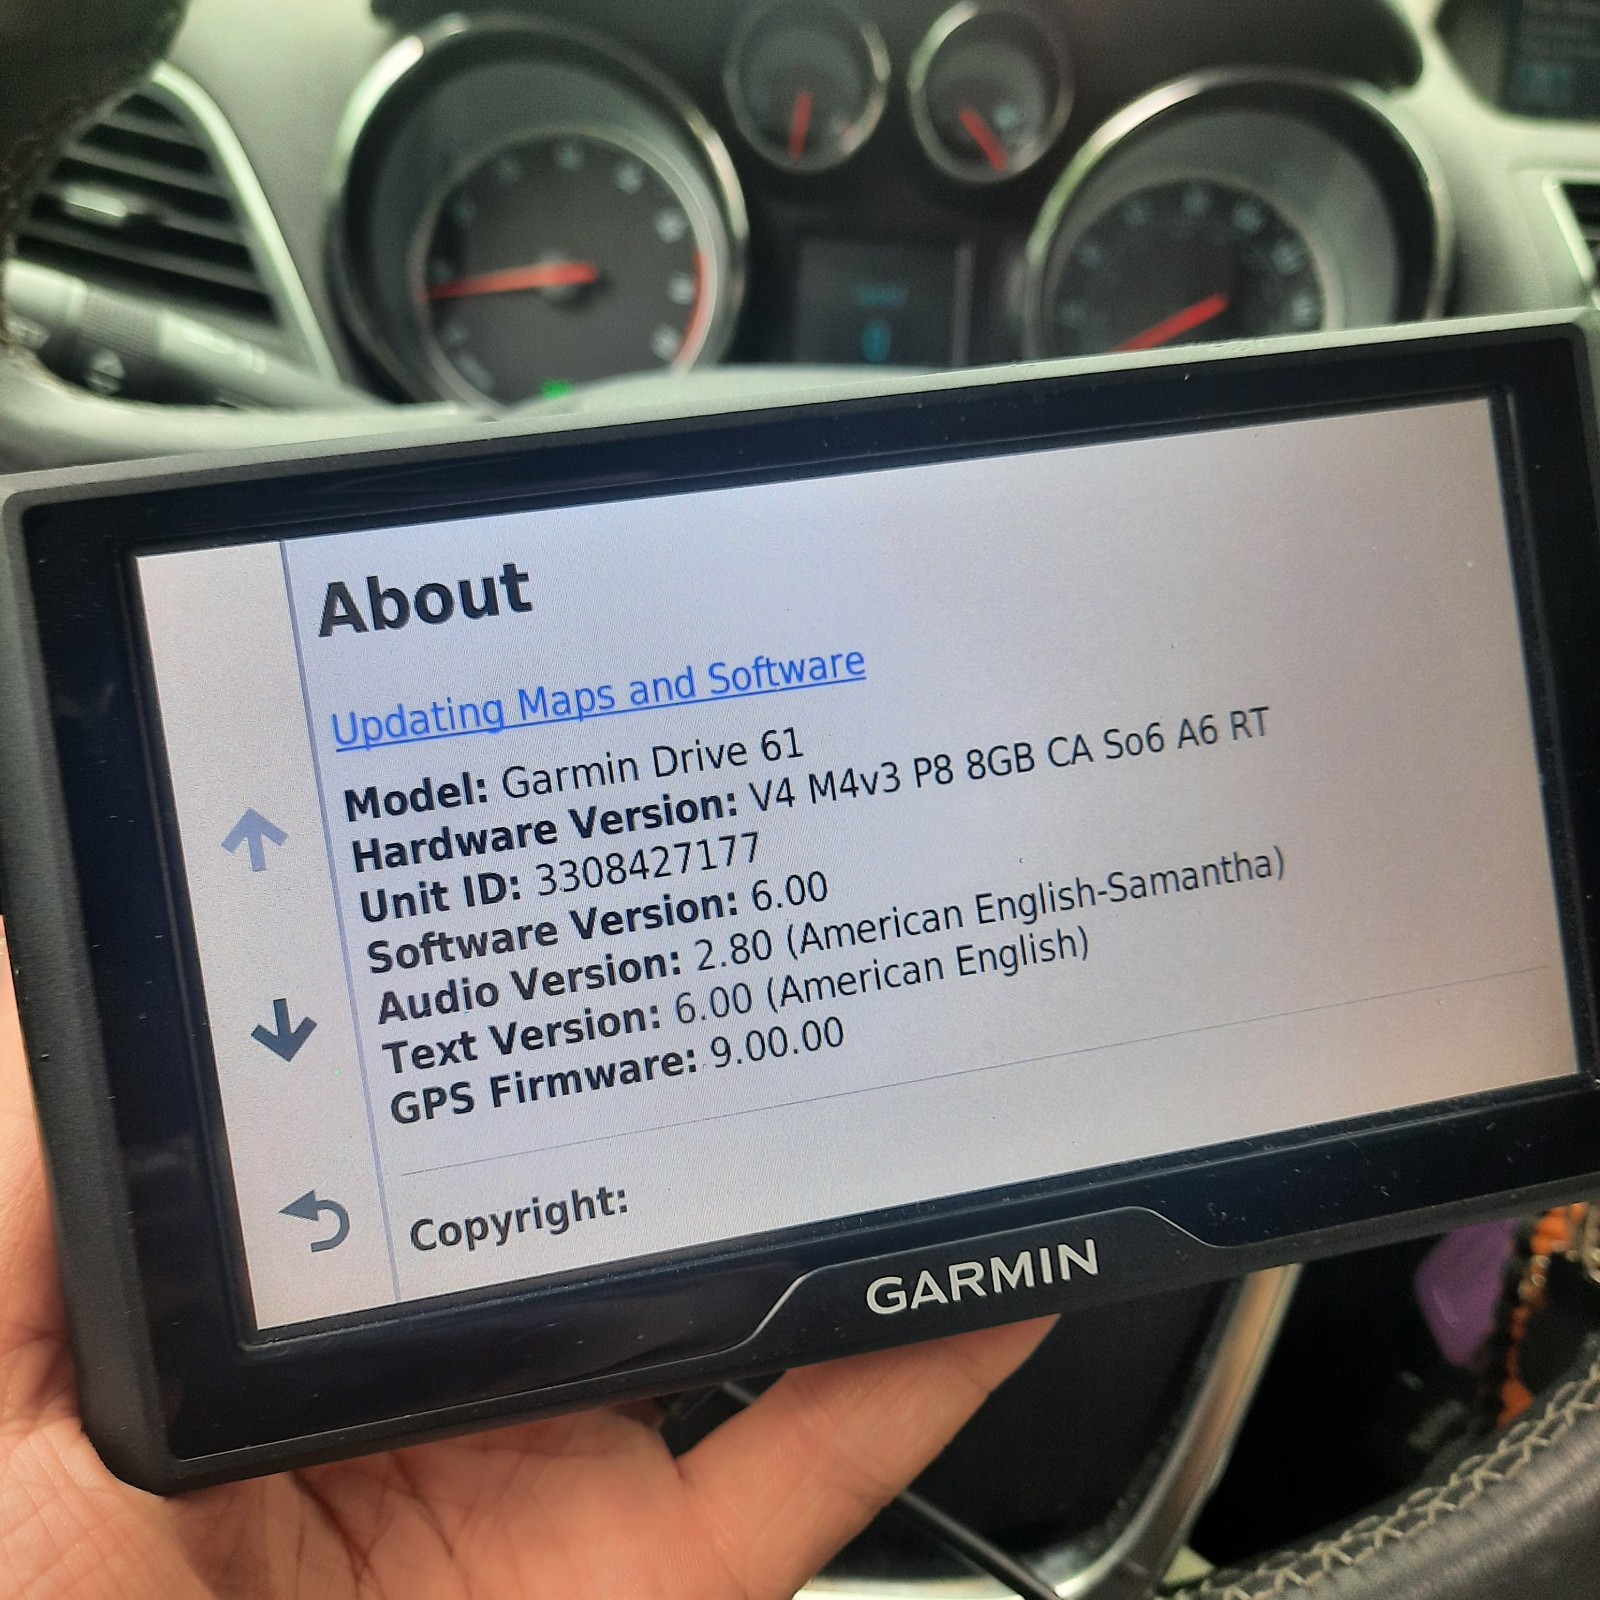 About
Updating Maps and Software
Model: Garmin Drive 61
Hardware Version: V4 M4v3 P8 8GB CA So6 A6 RT
Unit ID: 3308427177
Software Version: 6.00
Audio Version: 2.80 (American English-Samantha)
Text Version: 6.00 (American English)
GPS Firmware: 9.00.00
Copyright:
GARMIN